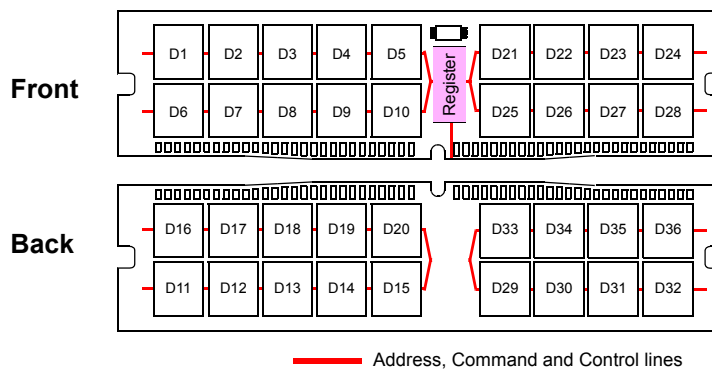 D1 D2 D3 D4 D5 D21 D22 D23 D24
Front
Register
D6 D7 D8 D9 D10 D25 D26 D27 D28
D16 D17 D18 D19 D20 D33 D34 D35 D36
Back
D11 D12 D13 D14 D15 D29 D30 D31 D32
Address, Command and Control lines